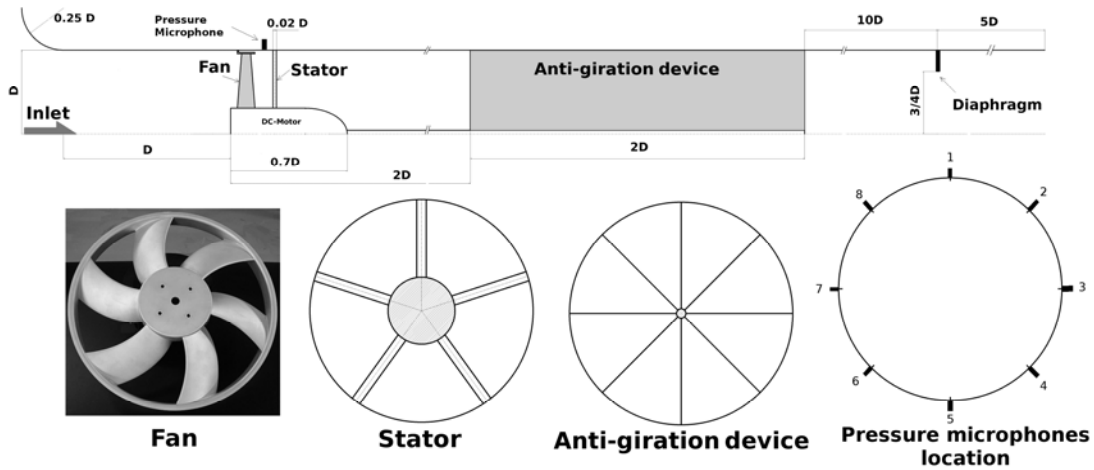 0.25 D
Pressure
Microphone
0.02 D
10D
5D
Fan
Stator
Anti-giration device
D
Inlet
DC-Motor
3/4D
Diaphragm
D
0.7D
2D
2D
1
2
3
4
5
6
7
8
Fan
Stator
Anti-giration device
Pressure microphones
location